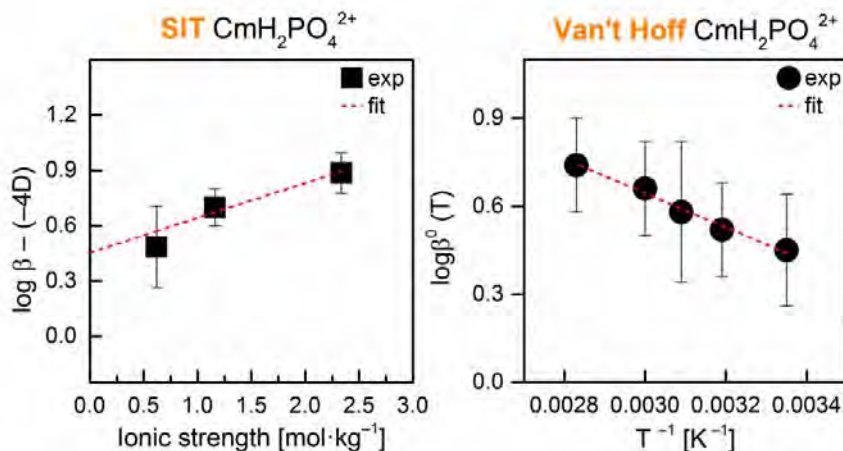 SIT CmH₂PO₄²⁺
log β – (–4D)
1.2
0.9
0.6
0.3
0.0
exp
fit
0.0 0.5 1.0 1.5 2.0 2.5 3.0
Ionic strength [mol·kg⁻¹]
Van't Hoff CmH₂PO₄²⁺
logβ⁰ (T)
0.9
0.6
0.3
0.0
exp
fit
0.0028 0.0030 0.0032 0.0034
T⁻¹ [K⁻¹]